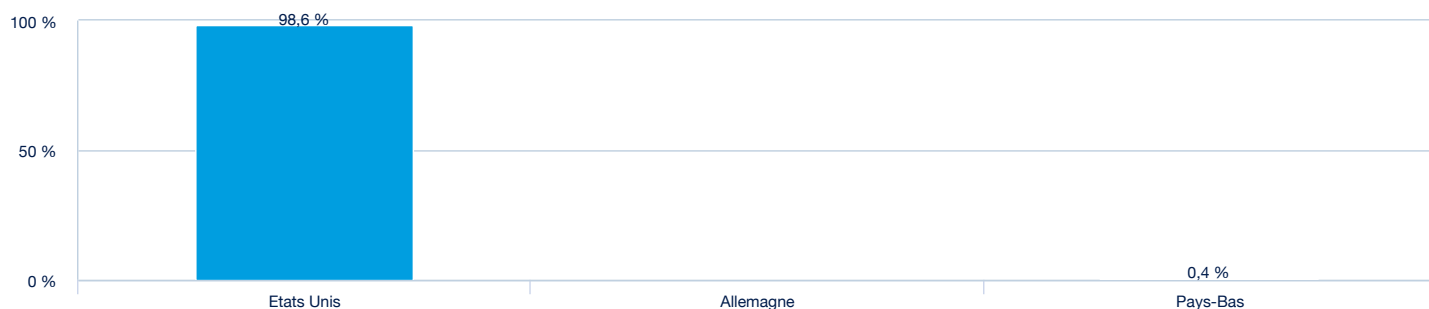 100 %
98,6 %
50 %
0 %
0,4 %
Etats Unis
Allemagne
Pays-Bas